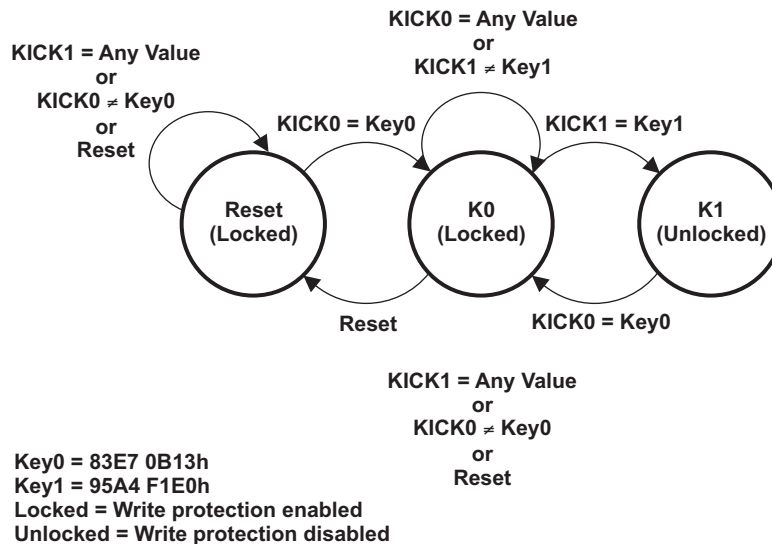 KICK0 = Any Value
or
KICK1 ≠ Key1
KICK1 = Any Value
or
KICK0 ≠ Key0
or
Reset
KICK0 = Key0
KICK1 = Key1
Reset
(Locked)
K0
(Locked)
K1
(Unlocked)
Reset
KICK0 = Key0
KICK1 = Any Value
or
KICK0 ≠ Key0
or
Reset
Key0 = 83E7 0B13h
Key1 = 95A4 F1E0h
Locked = Write protection enabled
Unlocked = Write protection disabled